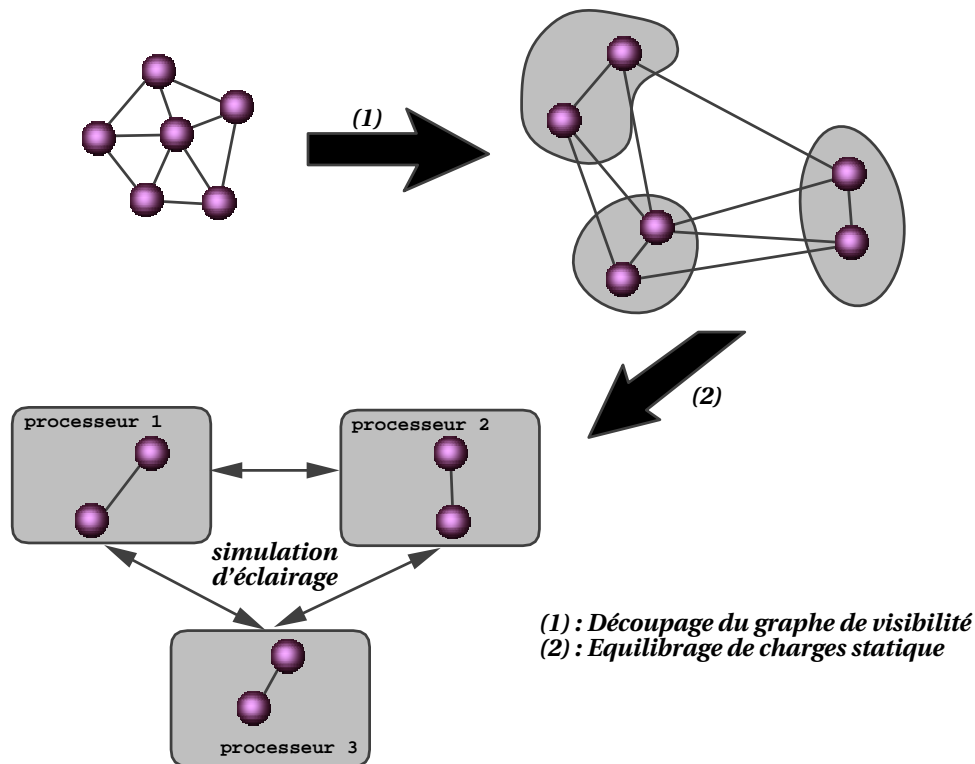 (1)
(2)
processeur 1
processeur 2
simulation
d'éclairage
processeur 3
(1) : Découpage du graphe de visibilité
(2) : Equilibrage de charges statique